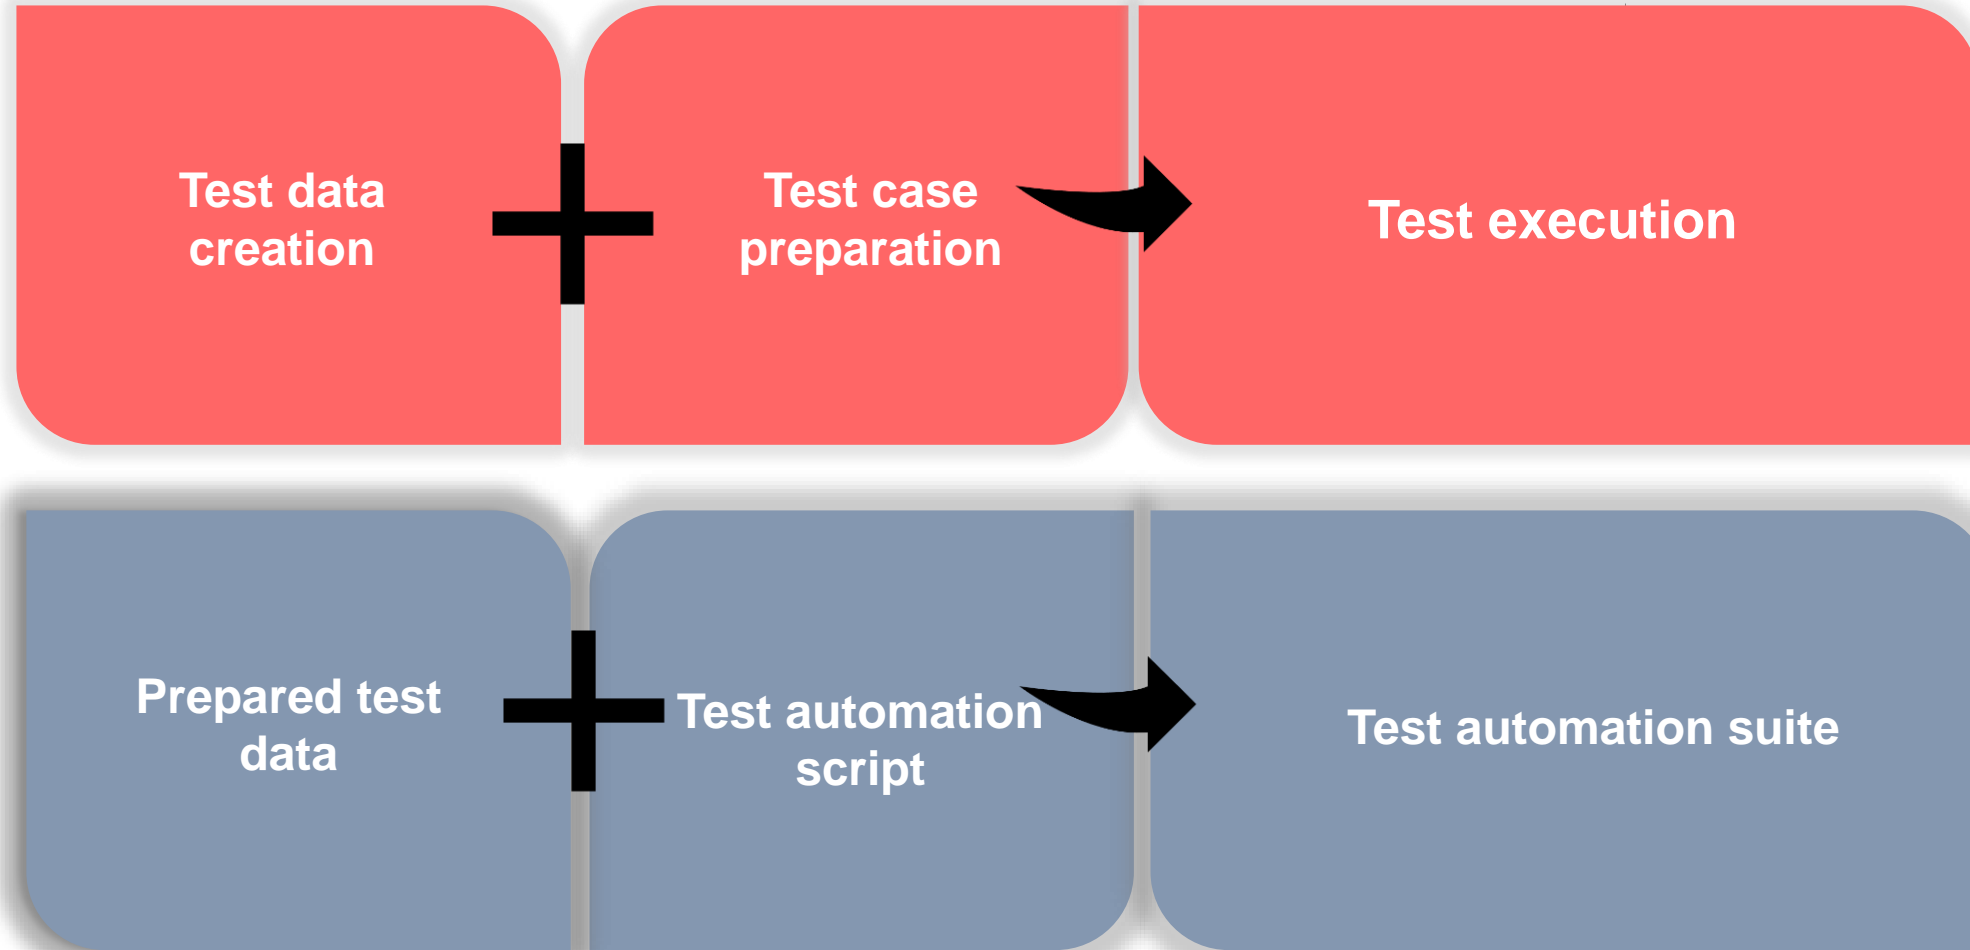 Test data
creation
Test case
preparation
Test execution
Prepared test
data
Test automation
script
Test automation suite